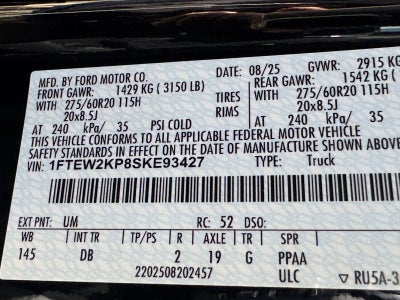 MFD. BY FORD MOTOR CO.
DATE: 08/25 GVWR: 2915 KG
FRONT GAWR: 1429 KG ( 3150 LB) REAR GAWR: 1542 KG
WITH 275/60R20 115H TIRES WITH 275/60R20 115H
20x8.5J RIMS 20x8.5J
AT 240 kPa/ 35 PSI COLD AT 240 kPa/ 35
THIS VEHICLE CONFORMS TO ALL APPLICABLE FEDERAL MOTOR VEHICLE
SAFETY STANDARDS IN EFFECT ON THE DATE OF MANUFACTURE SHOWN ABOVE.
VIN: 1FTEW2KP8SKE93427 TYPE: Truck
EXT PNT: UM RC: 52 DSO:
WB INT TR TP/PS R AXLE TR SPR
145 DB 2 19 G PPAA
2202508202457 ULC ▽ RU5A-3